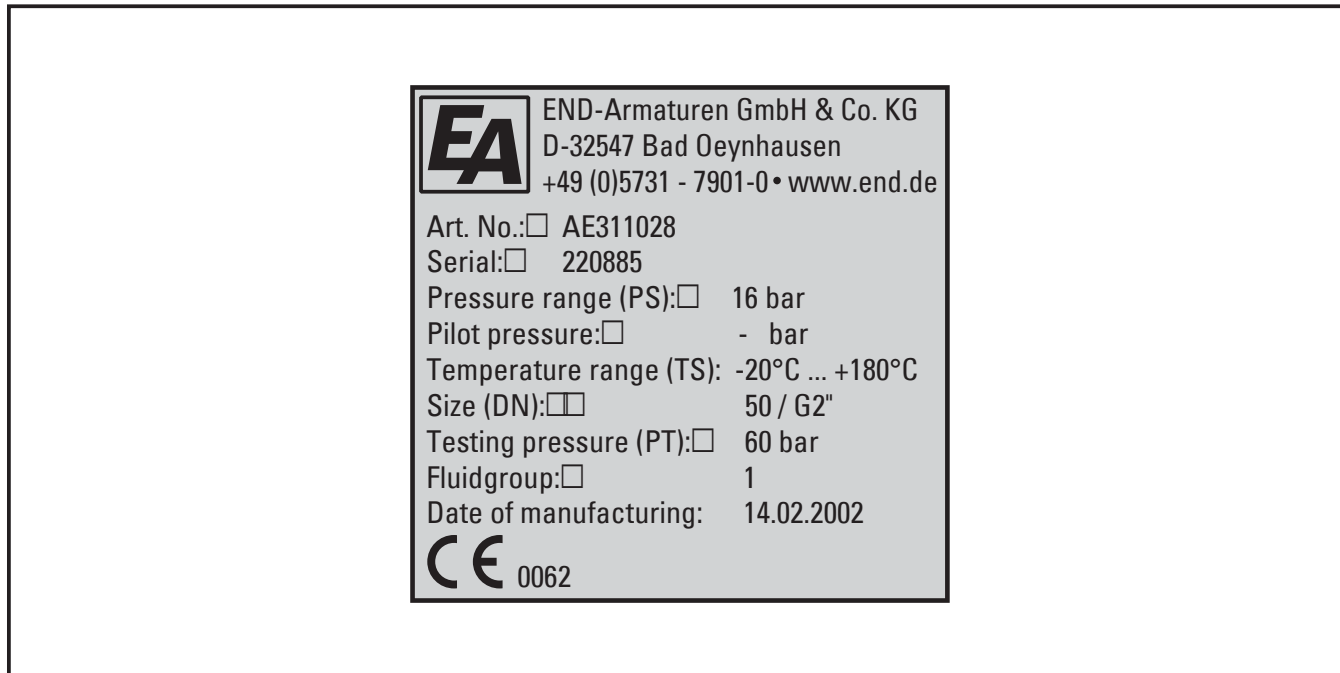 EA
END-Armaturen GmbH & Co. KG
D-32547 Bad Oeynhausen
+49 (0)5731 - 7901-0 • www.end.de
Art. No.:□ AE311028
Serial:□ 220885
Pressure range (PS):□ 16 bar
Pilot pressure:□ - bar
Temperature range (TS): -20°C ... +180°C
Size (DN):□□ 50 / G2"
Testing pressure (PT):□ 60 bar
Fluidgroup:□ 1
Date of manufacturing: 14.02.2002
CE 0062